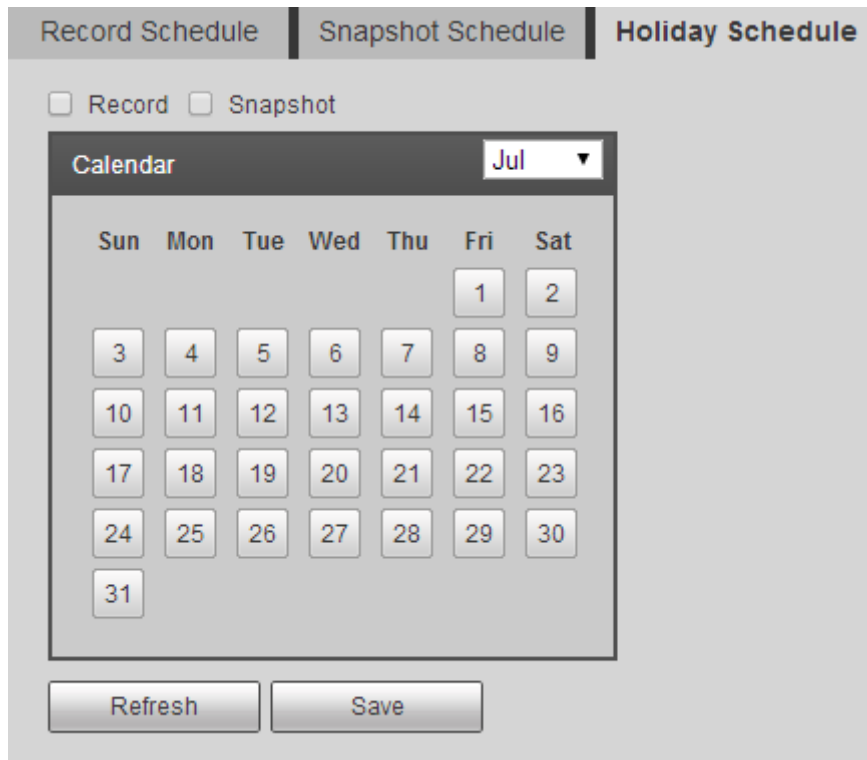 Record Schedule Snapshot Schedule Holiday Schedule
Record Snapshot
Calendar Jul
Sun Mon Tue Wed Thu Fri Sat
1 2
3 4 5 6 7 8 9
10 11 12 13 14 15 16
17 18 19 20 21 22 23
24 25 26 27 28 29 30
31
Refresh Save